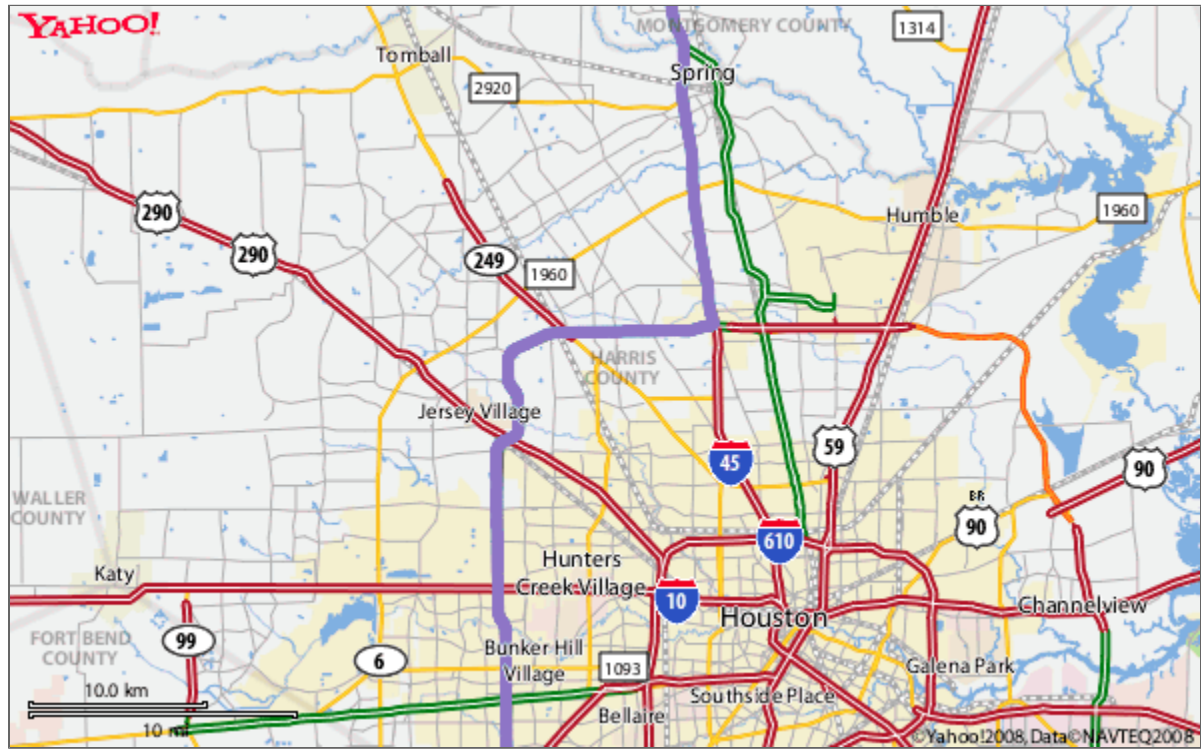 YAHOO!
MONTGOMERY COUNTY
1314
Tomball
Spring
2920
290
290
Humble
1960
249
1960
HARRIS
COUNTY
Jersey Village
45
59
90
WALLER
COUNTY
BR
90
610
Hunters
Creek Village
Katy
10
Houston
Channelview
FORT BEND
COUNTY
99
6
Bunker Hill
Village
1093
Galena Park
10.0 km
Southside Place
Bellaire
10 mi
©Yahoo!2008, Data©NAVTEQ2008